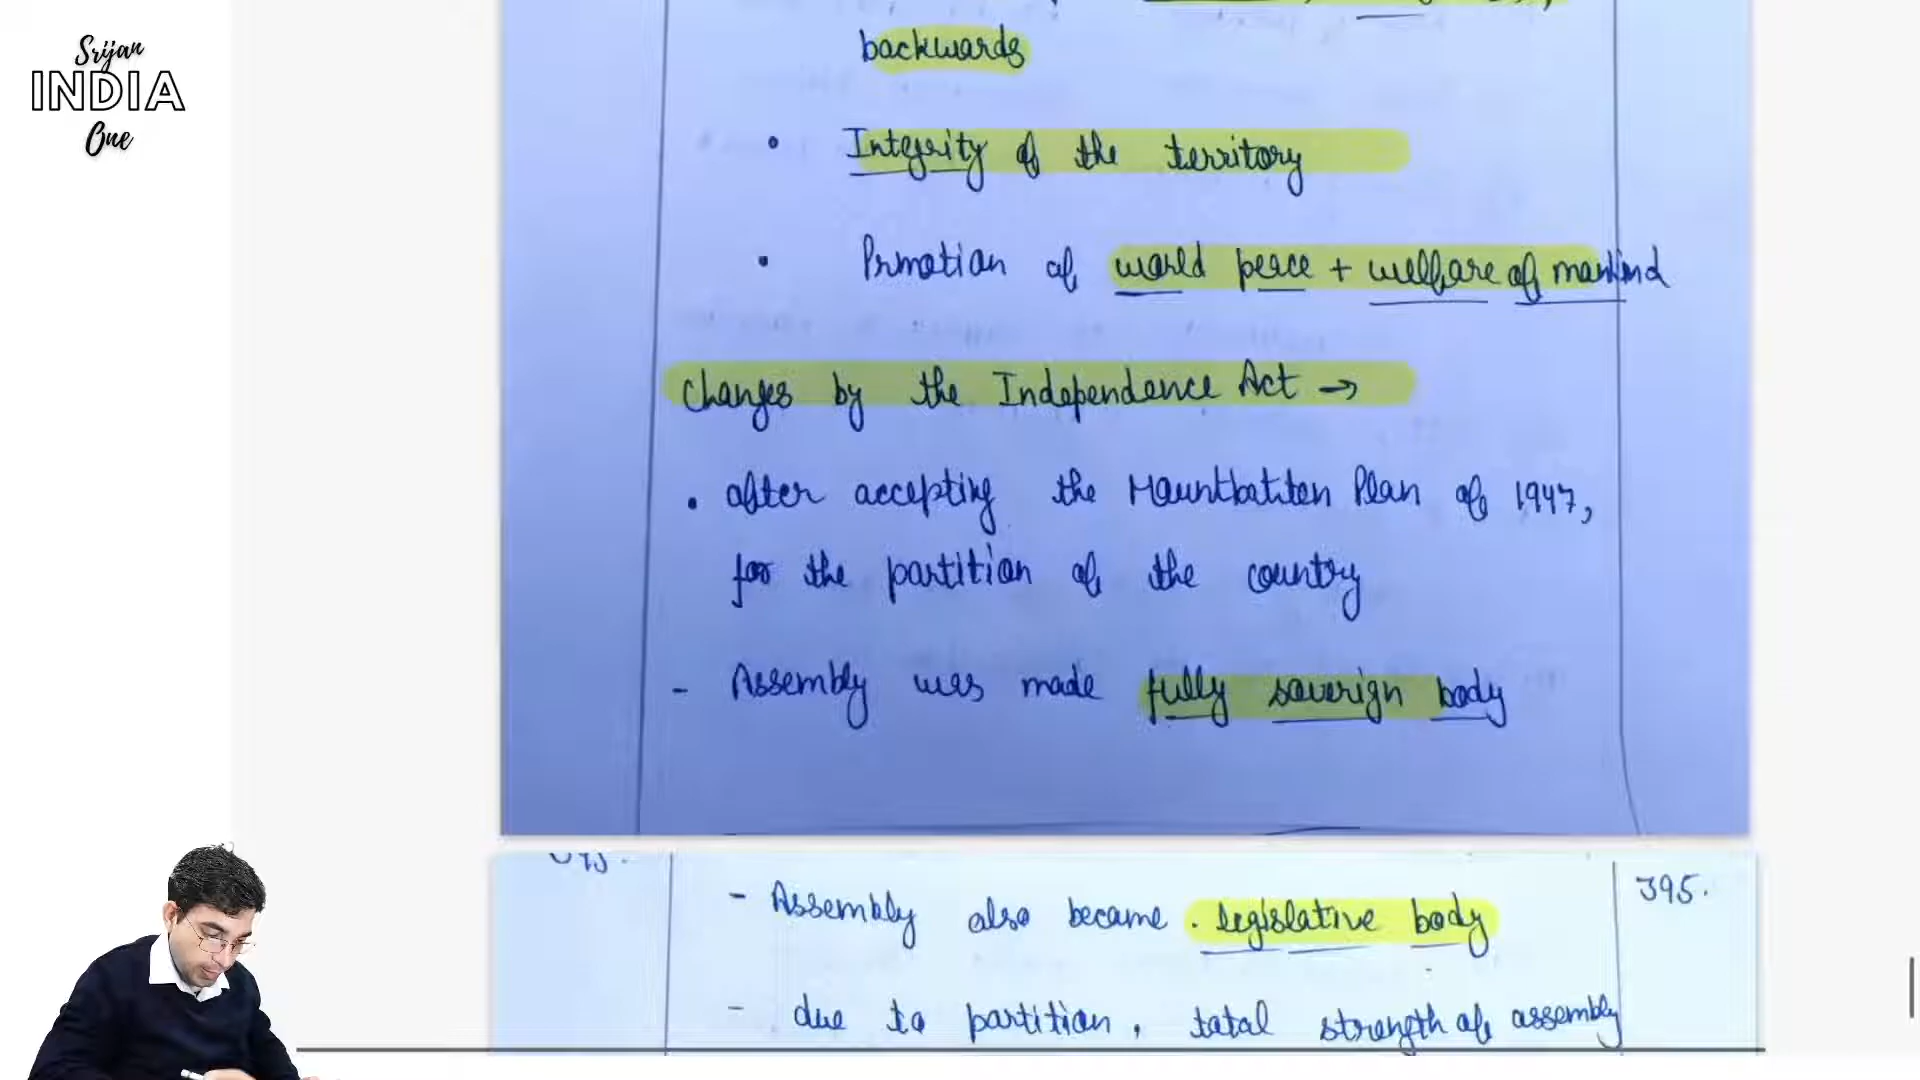 Srijan
INDIA
One
backwards
• Integrity of the territory
• Prmotion of world peace + welfare of mankind
Changes by the Independence Act →
• after accepting the Mountbatten Plan of 1947,
for the partition of the country
- Assembly was made fully soverign body
- Assembly also became legislative body
395.
- due to partition, total strength of assembly